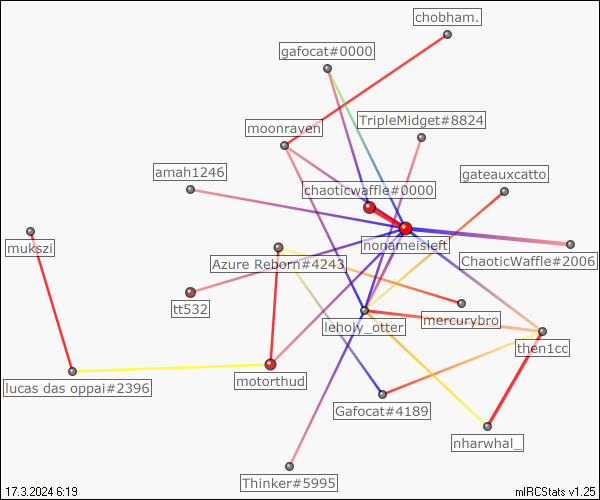 chobham.
gafocat#0000
TripleMidget#8824
moonraven
amah1246
gateauxcatto
chaoticwaffle#0000
mukszi
nonameisleft
Azure Reborn#4243
ChaoticWaffle#2006
tt532
mercurybro
leholy_otter
then1cc
motorthud
lucas das oppai#2396
Gafocat#4189
nharwhal_
Thinker#5995
17.3.2024 6:19
mIRCStats v1.25